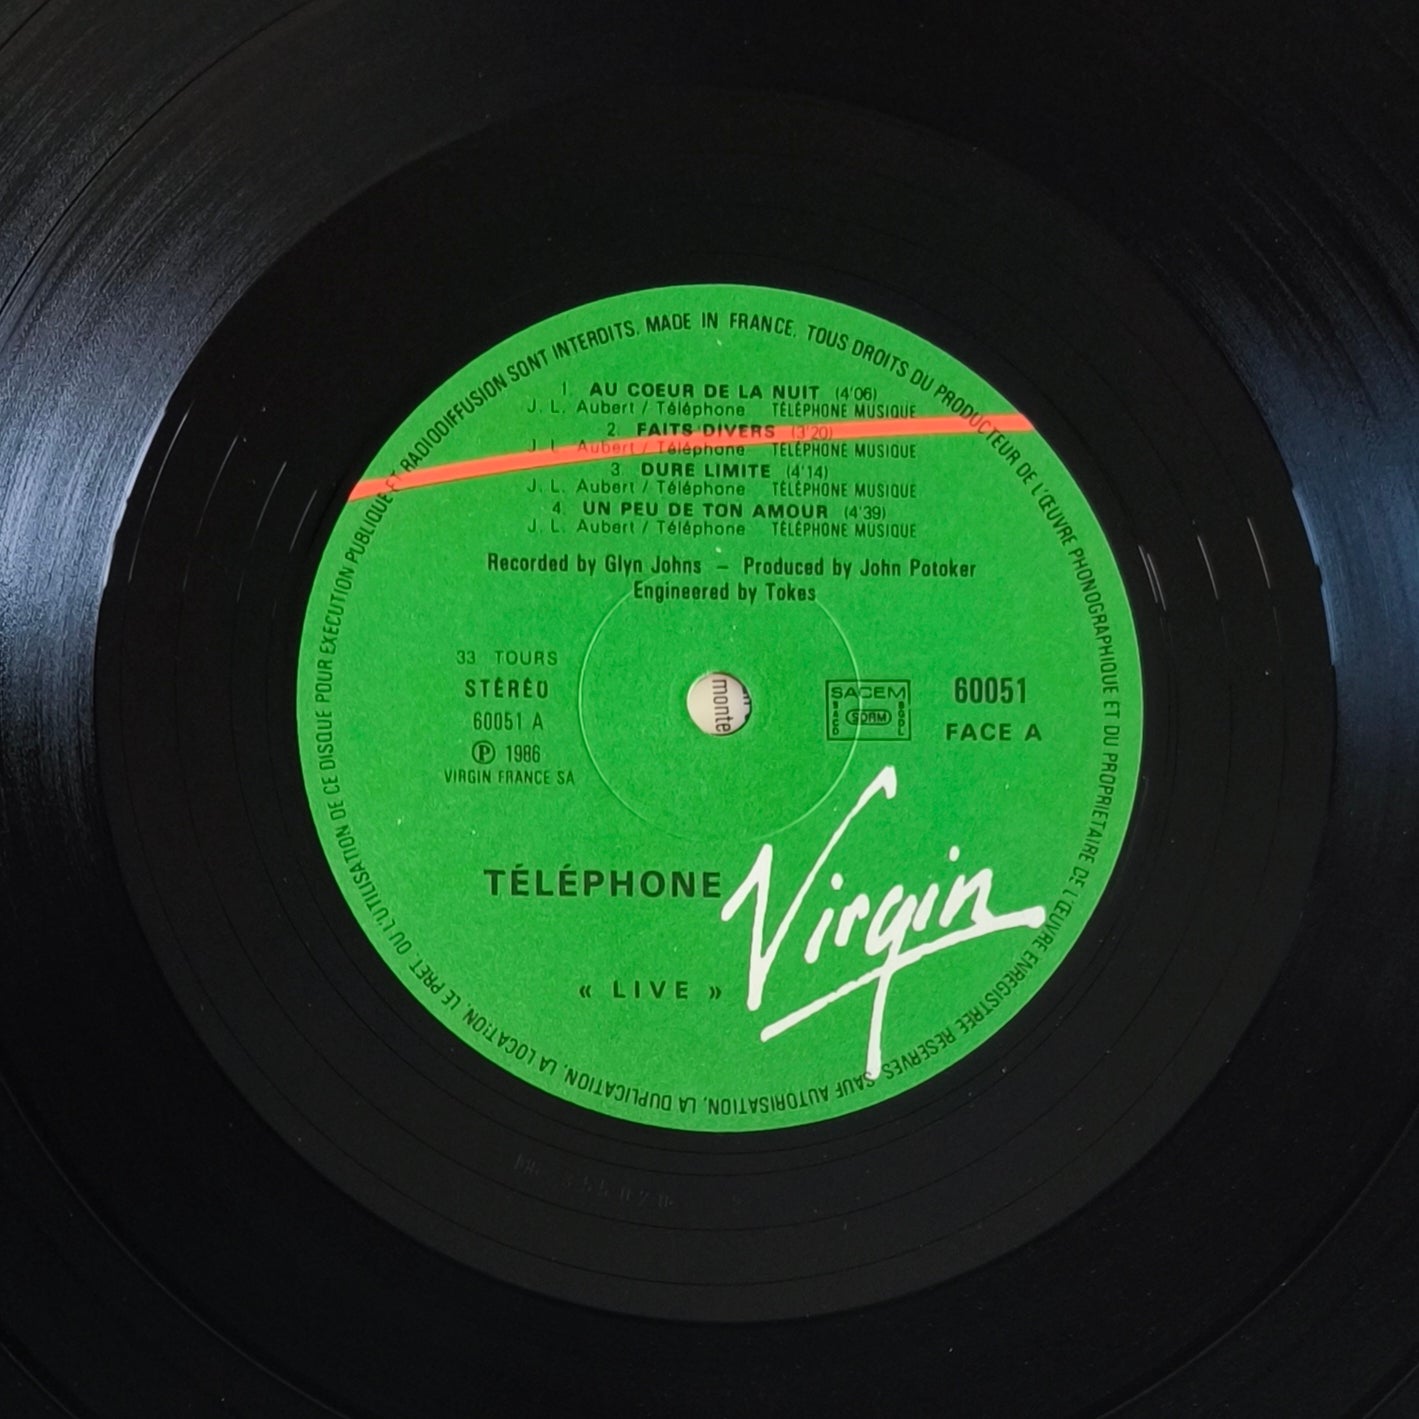 SONT INTERDITS. MADE IN FRANCE. TOUS DROITS DU PRODUCTEUR DE L'ŒUVRE PHONOGRAPHIQUE ET DU PROPRIETAIRE DE L'ŒUVRE ENREGISTREE RESERVES. SAUF AUTORISATION, LA DUPLICATION, LA LOCATION, LE PRET OU L'UTILISATION DE CE DISQUE POUR EXECUTION PUBLIQUE ET RADIODIFFUSION
1. AU COEUR DE LA NUIT (4'06)
J. L. Aubert / Téléphone TÉLÉPHONE MUSIQUE
2. FAITS DIVERS (3'20)
J. L. Aubert / Téléphone TÉLÉPHONE MUSIQUE
3. DURE LIMITE (4'14)
J. L. Aubert / Téléphone TÉLÉPHONE MUSIQUE
4. UN PEU DE TON AMOUR (4'39)
J. L. Aubert / Téléphone TÉLÉPHONE MUSIQUE
Recorded by Glyn Johns – Produced by John Potoker
Engineered by Tokes
33 TOURS
STÉRÉO
60051 A
Ⓟ 1986
VIRGIN FRANCE SA
monte
SACEM
SACD
SDRM
SGDL
60051
FACE A
TÉLÉPHONE
Virgin
« LIVE »